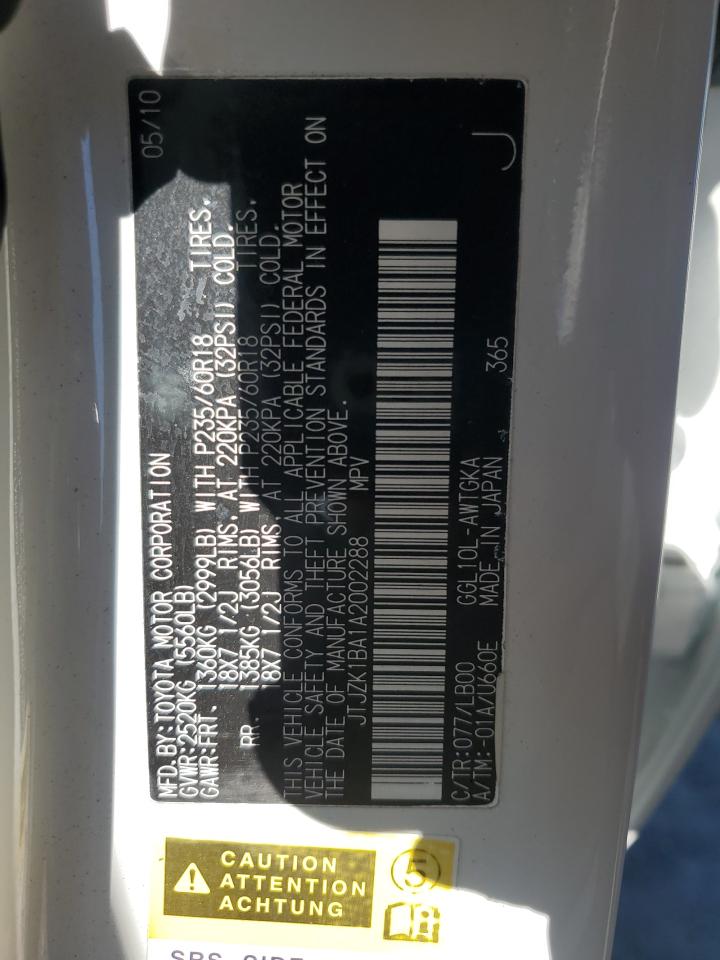 MFD.BY:TOYOTA MOTOR CORPORATION 05/10
GVWR:2520KG (5560LB)
GAWR:FRT. 1360KG (2999LB) WITH P235/60R18 TIRES.
18X7 1/2J RIMS. AT 220KPA (32PSI) COLD.
RR. 1385KG (3056LB) WITH P235/60R18 TIRES.
18X7 1/2J RIMS. AT 220KPA (32PSI) COLD.
THIS VEHICLE CONFORMS TO ALL APPLICABLE FEDERAL MOTOR
VEHICLE SAFETY AND THEFT PREVENTION STANDARDS IN EFFECT ON
THE DATE OF MANUFACTURE SHOWN ABOVE.
JTJZK1BA1A2002288 MPV
C/TR:077/LB00 GGL10L-AWTGKA
A/TM:-01A/U660E MADE IN JAPAN 365 J
CAUTION
ATTENTION
ACHTUNG
5
SRS SIDE